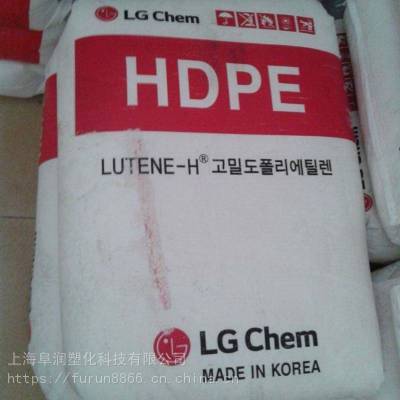 LG Chem
HDPE
LUTENE-H® 고밀도폴리에틸렌
LG Chem
MADE IN KOREA
上海阜润塑化科技有限公司
https://furun8866.cn.china.cn